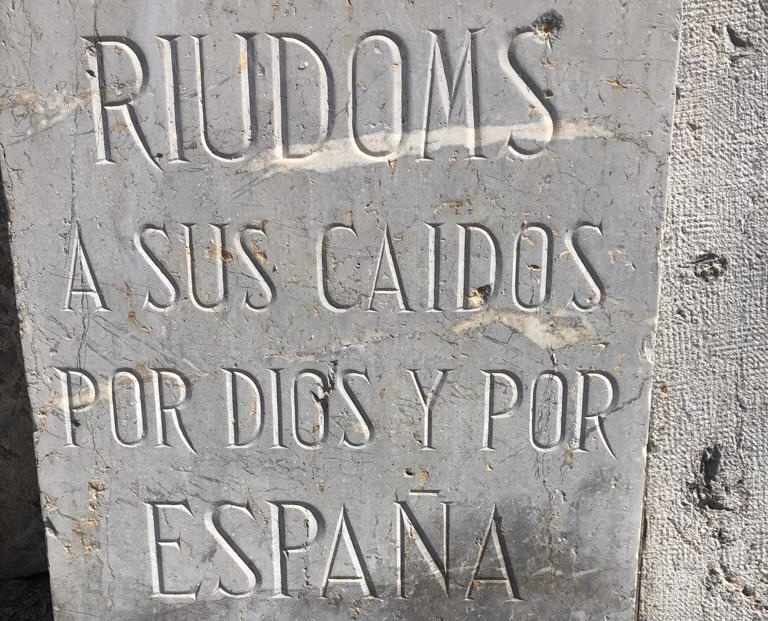 RIUDOMS
A SUS CAIDOS
POR DIOS Y POR
ESPAÑA